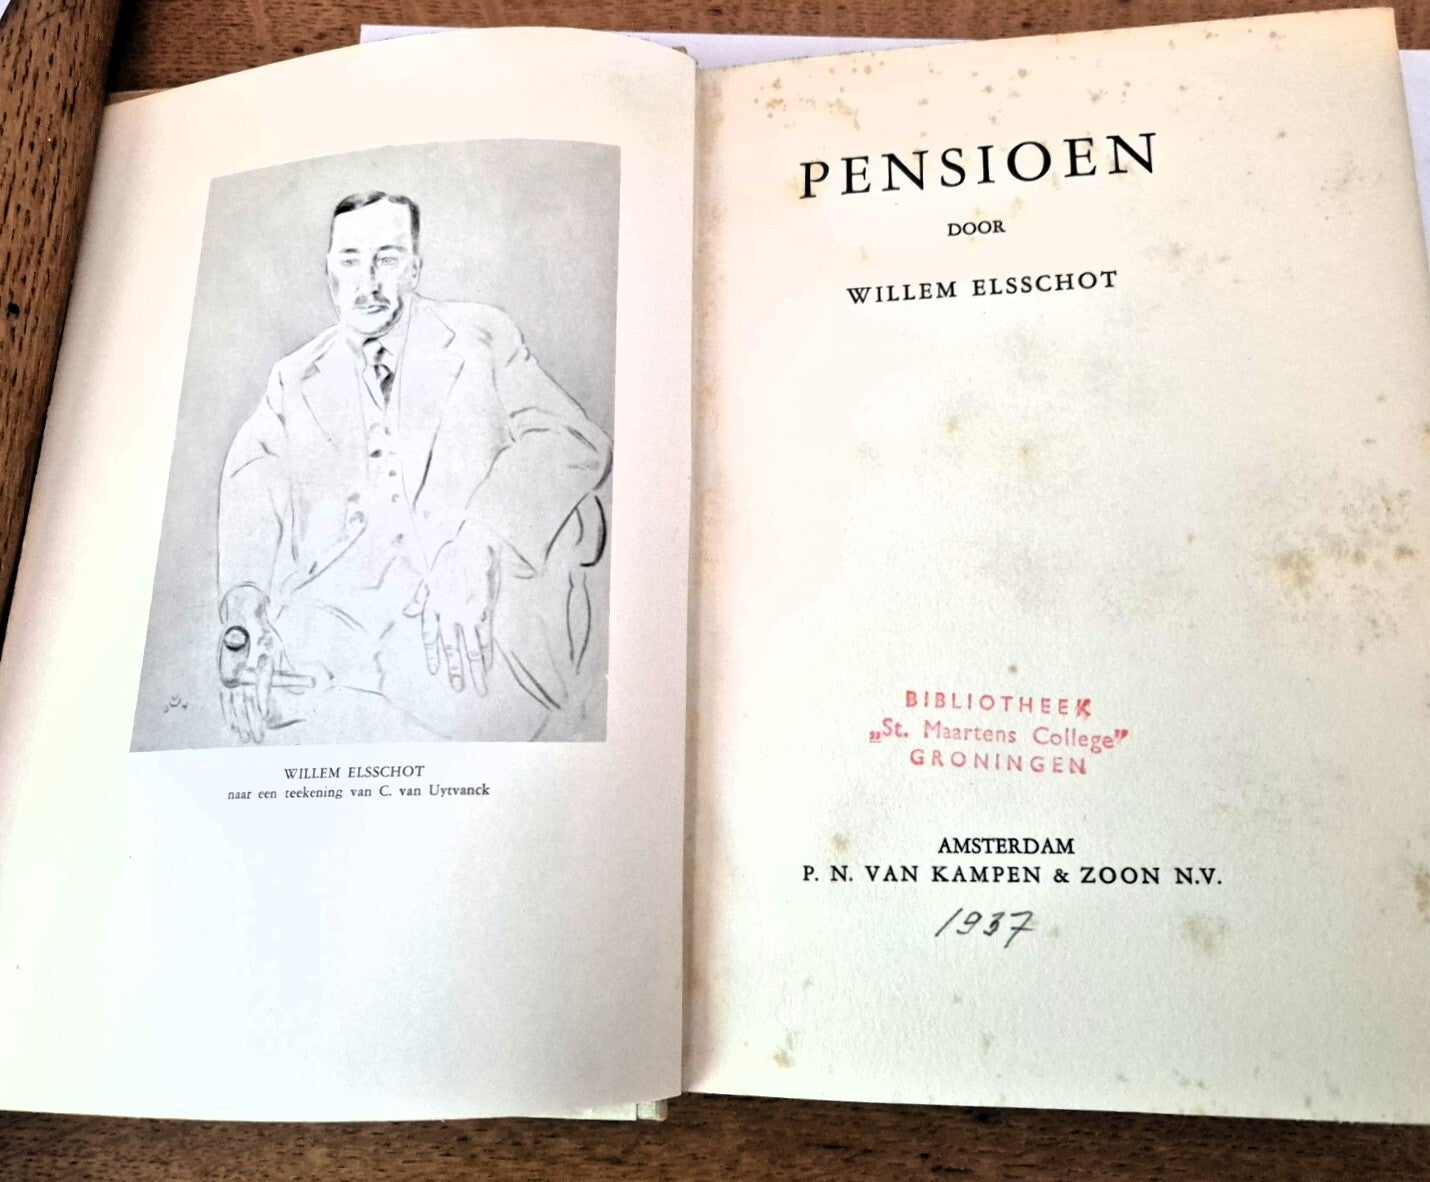 WILLEM ELSSCHOT
naar een teekening van C. van Uytvanck
PENSIOEN
DOOR
WILLEM ELSSCHOT
BIBLIOTHEEK
„St. Maartens College”
GRONINGEN
AMSTERDAM
P. N. VAN KAMPEN & ZOON N.V.
1937